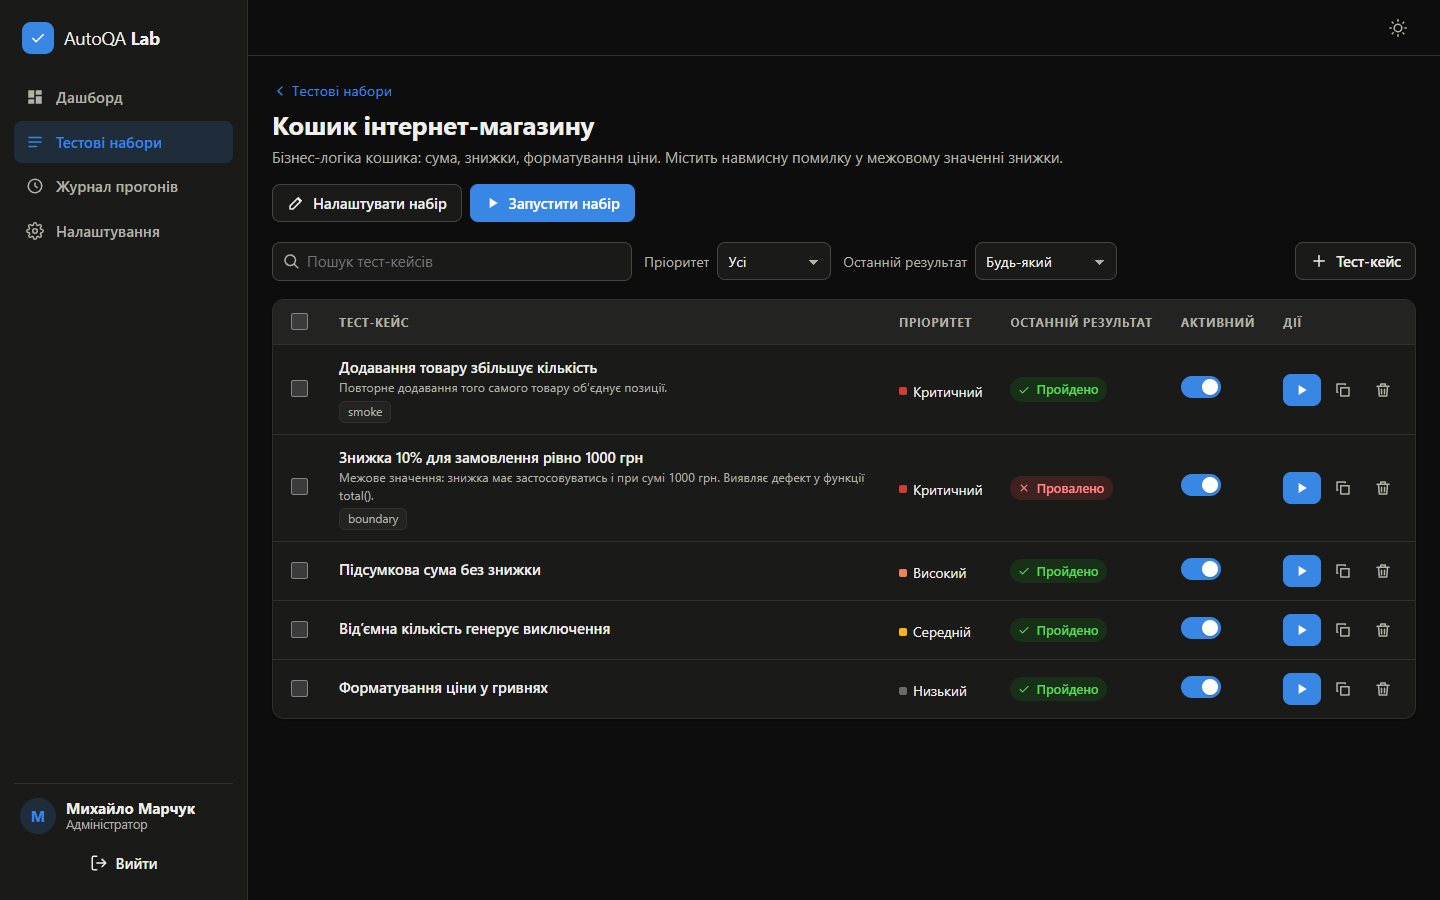 AutoQA Lab
Дашборд
Тестові набори
Журнал прогонів
Налаштування
Тестові набори
Кошик інтернет-магазину
Бізнес-логіка кошика: сума, знижки, форматування ціни. Містить навмисну помилку у межовому значенні знижки.
Налаштувати набір
Запустити набір
Пошук тест-кейсів
Пріоритет
Усі
Останній результат
Будь-який
Тест-кейс
ТЕСТ-КЕЙС
ПРІОРИТЕТ
ОСТАННІЙ РЕЗУЛЬТАТ
АКТИВНИЙ
ДІЇ
Додавання товару збільшує кількість
Повторне додавання того самого товару об'єднує позиції.
smoke
Критичний
Пройдено
Знижка 10% для замовлення рівно 1000 грн
Межове значення: знижка має застосовуватись і при сумі 1000 грн. Виявляє дефект у функції
total().
boundary
Критичний
Провалено
Підсумкова сума без знижки
Високий
Пройдено
Від'ємна кількість генерує виключення
Середній
Пройдено
Форматування ціни у гривнях
Низький
Пройдено
М
Михайло Марчук
Адміністратор
Вийти